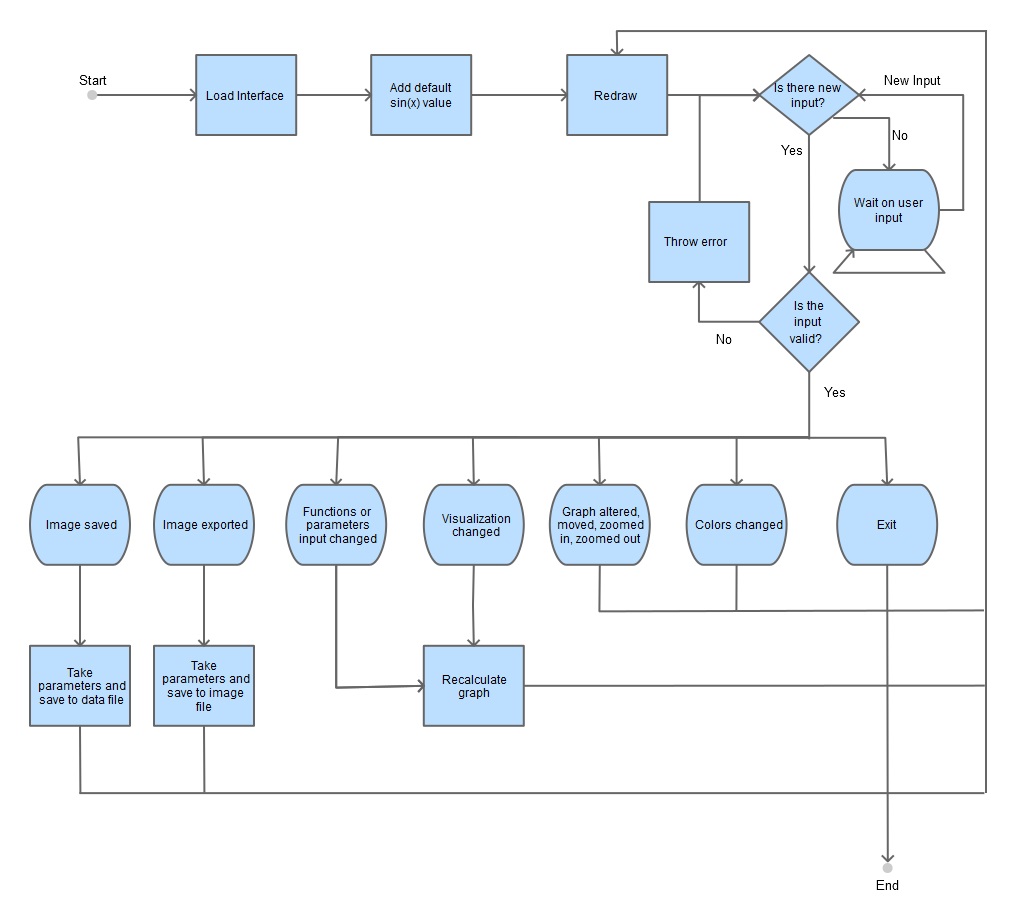 Start
Load Interface
Add default
sin(x) value
Redraw
Is there new
input?
New Input
No
Yes
Wait on user
input
Throw error
Is the
input
valid?
No
Yes
Image saved
Image exported
Functions or
parameters
input changed
Visualization
changed
Graph altered,
moved, zoomed
in, zoomed out
Colors changed
Exit
Take
parameters and
save to data file
Take
parameters and
save to image
file
Recalculate
graph
End